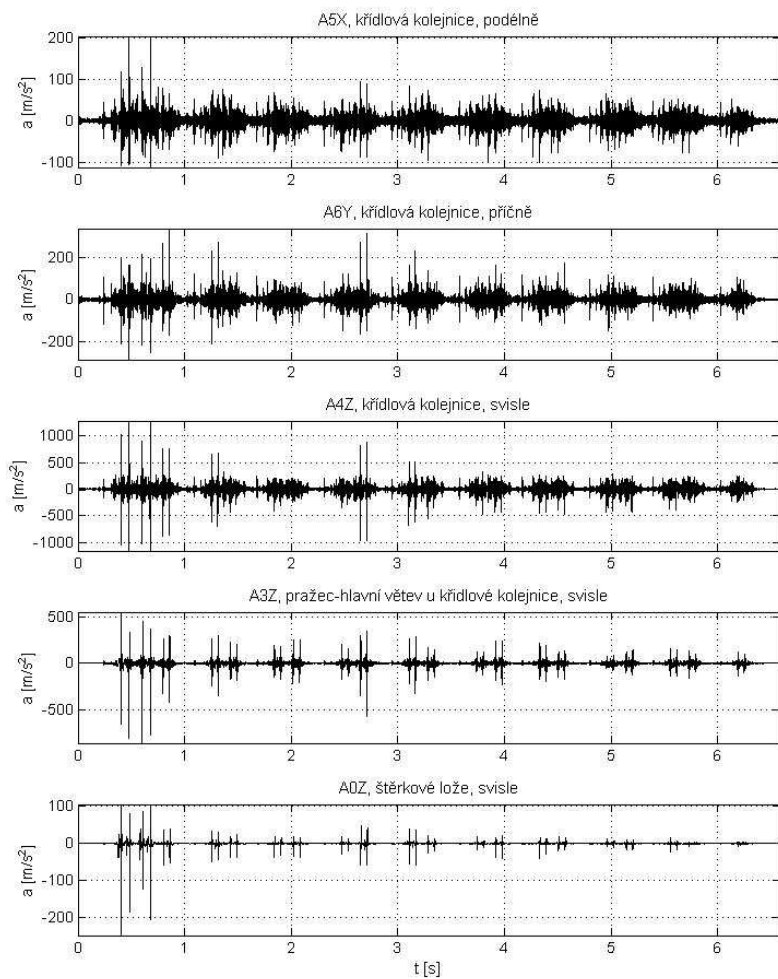 A5X, křídlová kolejnice, podélně
200
100
0
-100
a [m/s²]
0 1 2 3 4 5 6
A6Y, křídlová kolejnice, příčně
200
0
-200
a [m/s²]
0 1 2 3 4 5 6
A4Z, křídlová kolejnice, svisle
1000
500
0
-500
-1000
a [m/s²]
0 1 2 3 4 5 6
A3Z, pražec-hlavní větev u křídlové kolejnice, svisle
500
0
-500
a [m/s²]
0 1 2 3 4 5 6
A0Z, štěrkové lože, svisle
100
0
-100
-200
a [m/s²]
0 1 2 3 4 5 6
t [s]